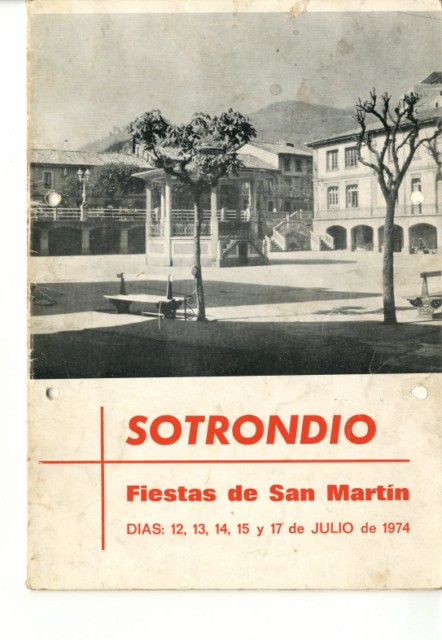 SOTRONDIO
Fiestas de San Martín
DIAS: 12, 13, 14, 15 y 17 de JULIO de 1974